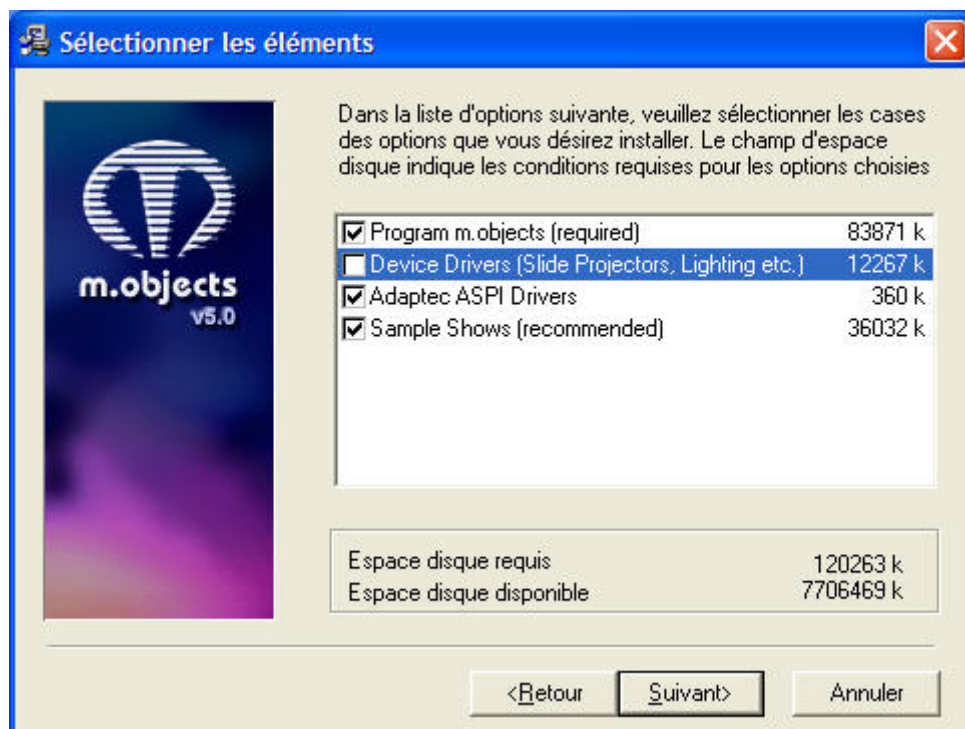 Sélectionner les éléments
m.objects
v5.0
Dans la liste d'options suivante, veuillez sélectionner les cases
des options que vous désirez installer. Le champ d'espace
disque indique les conditions requises pour les options choisies
Program m.objects (required) 83871 k
Device Drivers (Slide Projectors, Lighting etc.) 12267 k
Adaptec ASPI Drivers 360 k
Sample Shows (recommended) 36032 k
Espace disque requis 120263 k
Espace disque disponible 7706469 k
<Retour Suivant> Annuler